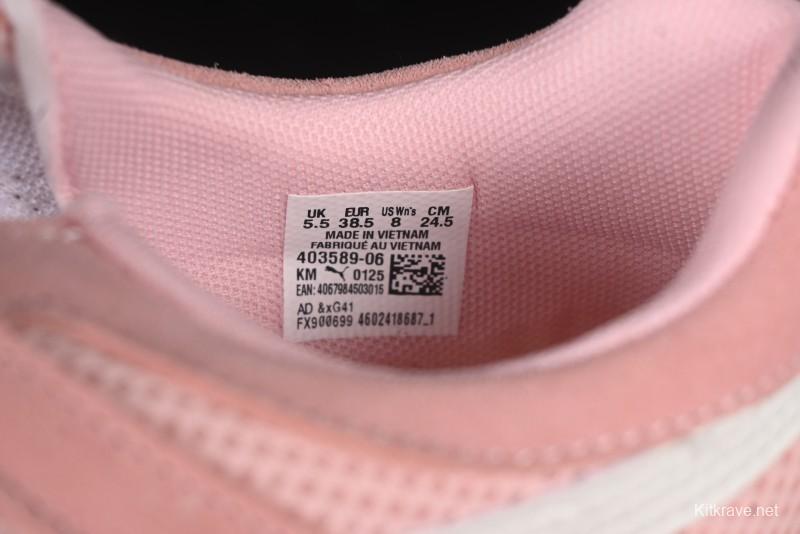 UK EUR US Wn's CM
5.5 38.5 8 24.5
MADE IN VIETNAM
FABRIQUÉ AU VIETNAM
403589-06
KM 0125
EAN: 4067984503015
AD &xG41
FX900699 4602418687_1
Kitkrave.net